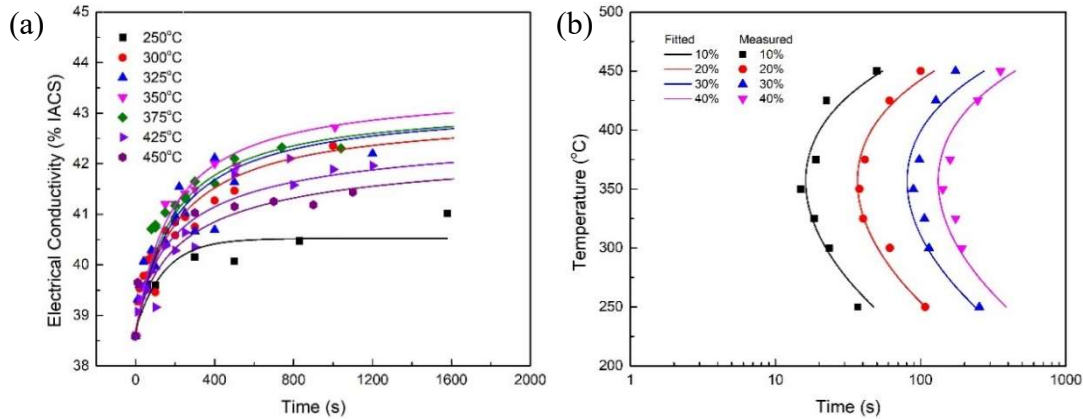 (a)
45
44
43
42
41
40
39
38
Electrical Conductivity (% IACS)
250°C
300°C
325°C
350°C
375°C
425°C
450°C
0 400 800 1200 1600 2000
Time (s)
(b)
500
450
400
350
300
250
200
Temperature (°C)
Fitted Measured
10% 10%
20% 20%
30% 30%
40% 40%
1 10 100 1000
Time (s)